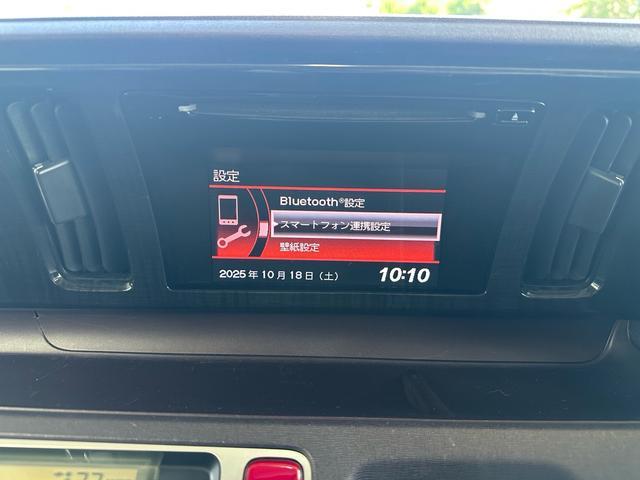 設定
Bluetooth®設定
スマートフォン連携設定
壁紙設定
2025年10月18日（土）
10:10